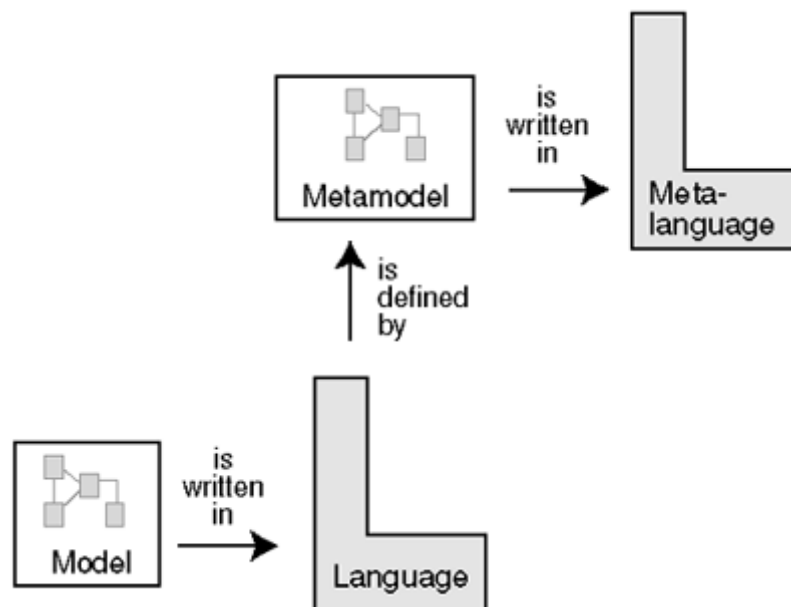 is
written
in
Metamodel
Meta-
language
is
defined
by
is
written
in
Model
Language